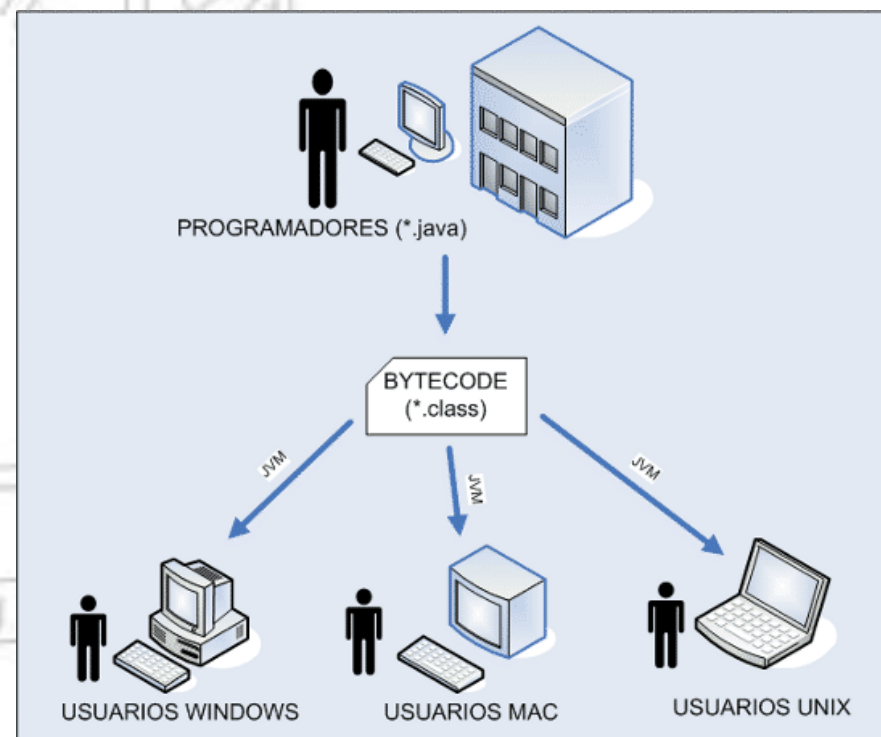 PROGRAMADORES (*.java)
BYTECODE
(*.class)
JVM
JVM
JVM
USUARIOS WINDOWS
USUARIOS MAC
USUARIOS UNIX